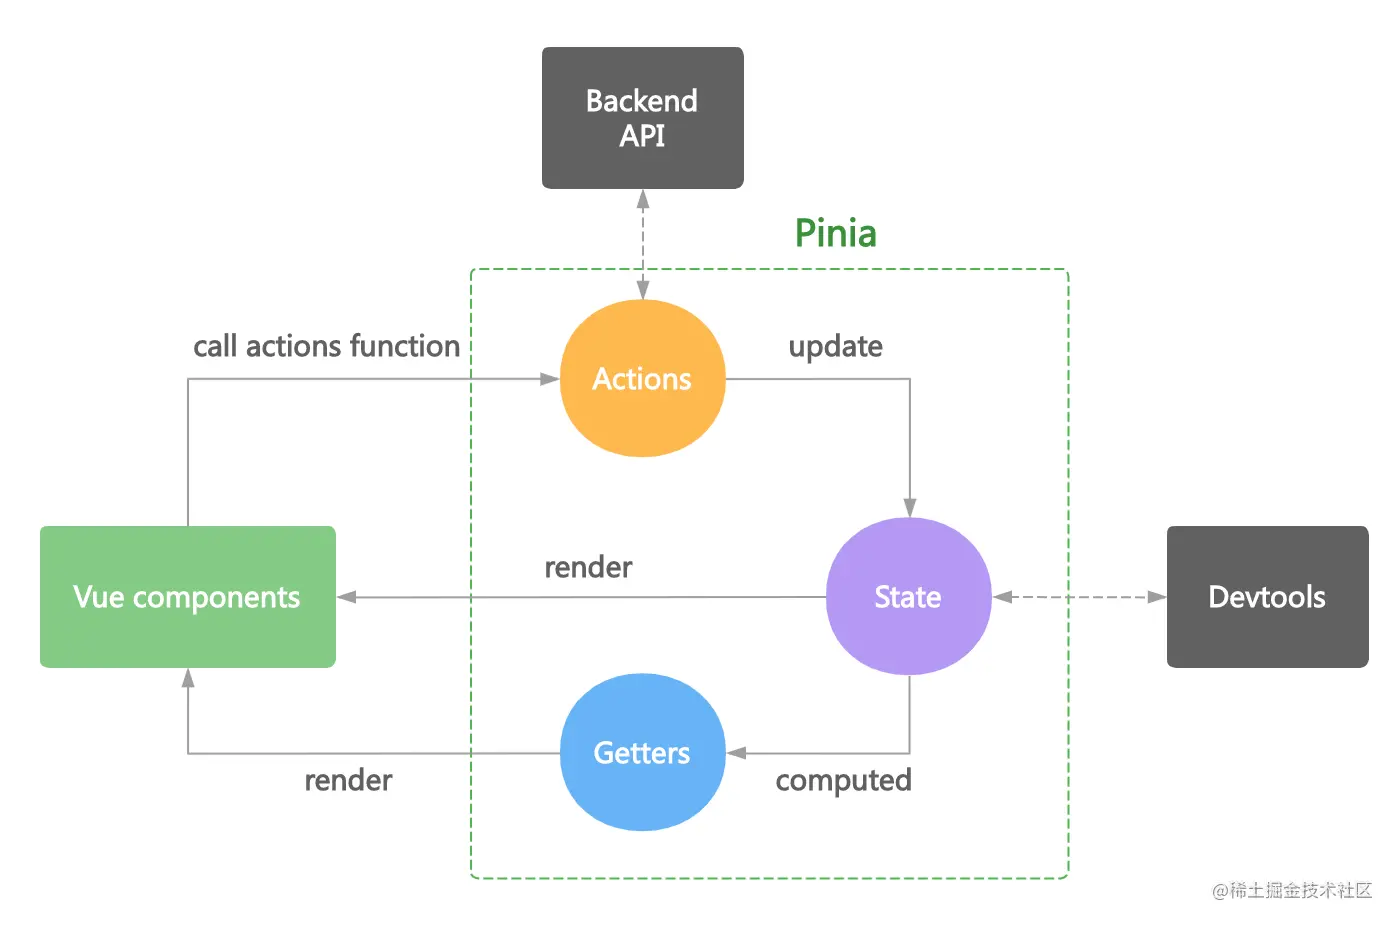 Backend
API
Pinia
call actions function
Actions
update
render
Vue components
State
Devtools
Getters
render
computed
@稀土掘金技术社区